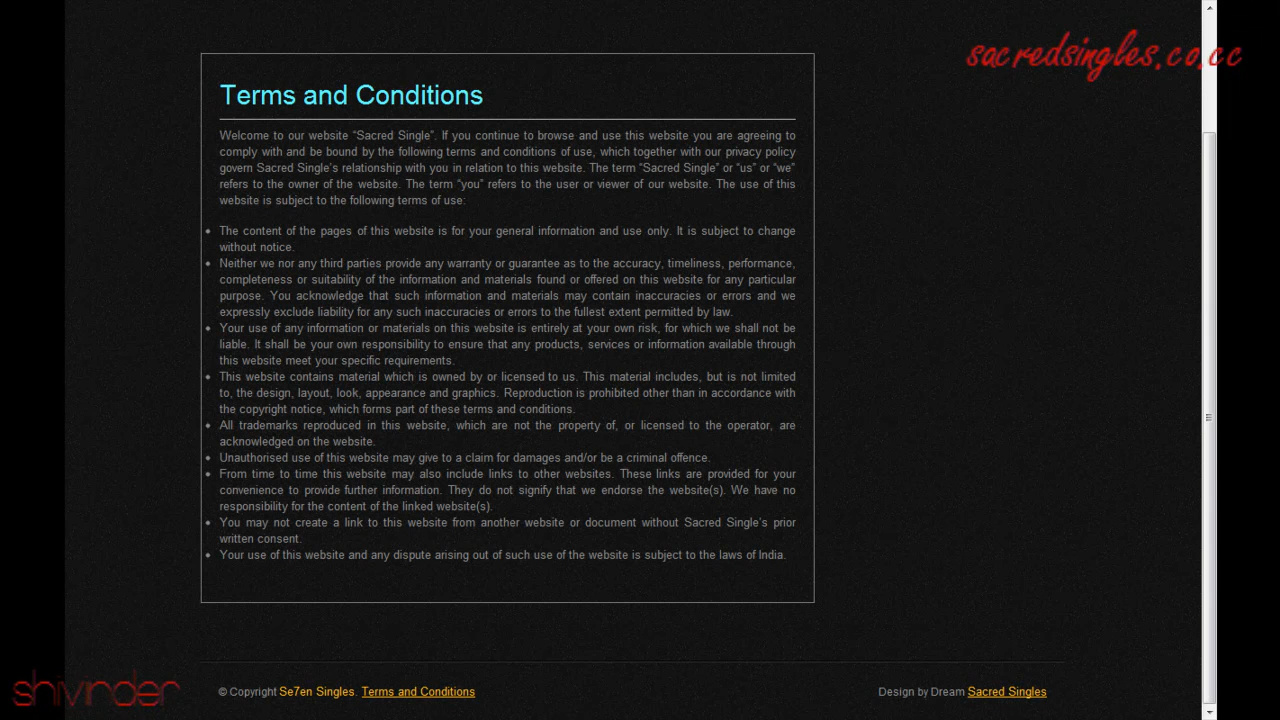 sacredsingles.co.cc
Terms and Conditions
Welcome to our website “Sacred Single”. If you continue to browse and use this website you are agreeing to
comply with and be bound by the following terms and conditions of use, which together with our privacy policy
govern Sacred Single’s relationship with you in relation to this website. The term “Sacred Single” or “us” or “we”
refers to the owner of the website. The term “you” refers to the user or viewer of our website. The use of this
website is subject to the following terms of use:
• The content of the pages of this website is for your general information and use only. It is subject to change
without notice.
• Neither we nor any third parties provide any warranty or guarantee as to the accuracy, timeliness, performance,
completeness or suitability of the information and materials found or offered on this website for any particular
purpose. You acknowledge that such information and materials may contain inaccuracies or errors and we
expressly exclude liability for any such inaccuracies or errors to the fullest extent permitted by law.
• Your use of any information or materials on this website is entirely at your own risk, for which we shall not be
liable. It shall be your own responsibility to ensure that any products, services or information available through
this website meet your specific requirements.
• This website contains material which is owned by or licensed to us. This material includes, but is not limited
to, the design, layout, look, appearance and graphics. Reproduction is prohibited other than in accordance with
the copyright notice, which forms part of these terms and conditions.
• All trademarks reproduced in this website, which are not the property of, or licensed to the operator, are
acknowledged on the website.
• Unauthorised use of this website may give to a claim for damages and/or be a criminal offence.
• From time to time this website may also include links to other websites. These links are provided for your
convenience to provide further information. They do not signify that we endorse the website(s). We have no
responsibility for the content of the linked website(s).
• You may not create a link to this website from another website or document without Sacred Single’s prior
written consent.
• Your use of this website and any dispute arising out of such use of the website is subject to the laws of India.
shivinder
© Copyright Se7en Singles. Terms and Conditions
Design by Dream Sacred Singles